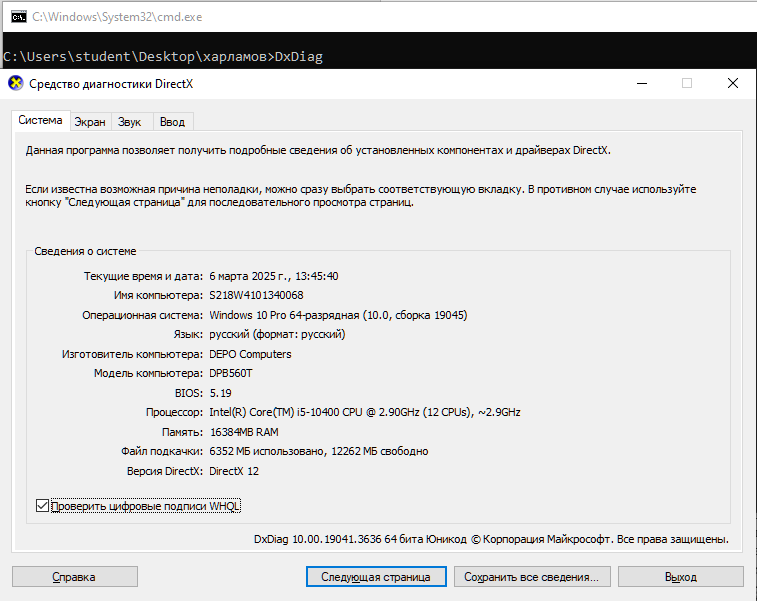 C:\Windows\System32\cmd.exe
C:\Users\student\Desktop\харламов>DxDiag
Средство диагностики DirectX
Система Экран Звук Ввод
Данная программа позволяет получить подробные сведения об установленных компонентах и драйверах DirectX.
Если известна возможная причина неполадки, можно сразу выбрать соответствующую вкладку. В противном случае используйте
кнопку "Следующая страница" для последовательного просмотра страниц.
Сведения о системе
Текущие время и дата: 6 марта 2025 г., 13:45:40
Имя компьютера: S218W4101340068
Операционная система: Windows 10 Pro 64-разрядная (10.0, сборка 19045)
Язык: русский (формат: русский)
Изготовитель компьютера: DEPO Computers
Модель компьютера: DPB560T
BIOS: 5.19
Процессор: Intel(R) Core(TM) i5-10400 CPU @ 2.90GHz (12 CPUs), ~2.9GHz
Память: 16384MB RAM
Файл подкачки: 6352 МБ использовано, 12262 МБ свободно
Версия DirectX: DirectX 12
Проверить цифровые подписи WHQL
DxDiag 10.00.19041.3636 64 бита Юникод © Корпорация Майкрософт. Все права защищены.
Справка Следующая страница Сохранить все сведения... Выход